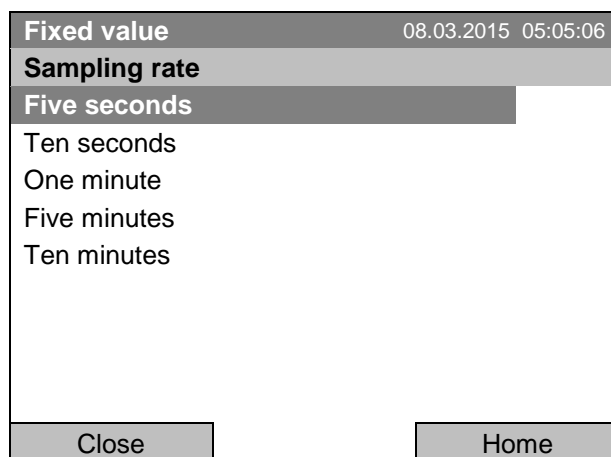 Fixed value 08.03.2015 05:05:06
Sampling rate
Five seconds
Ten seconds
One minute
Five minutes
Ten minutes
Close Home